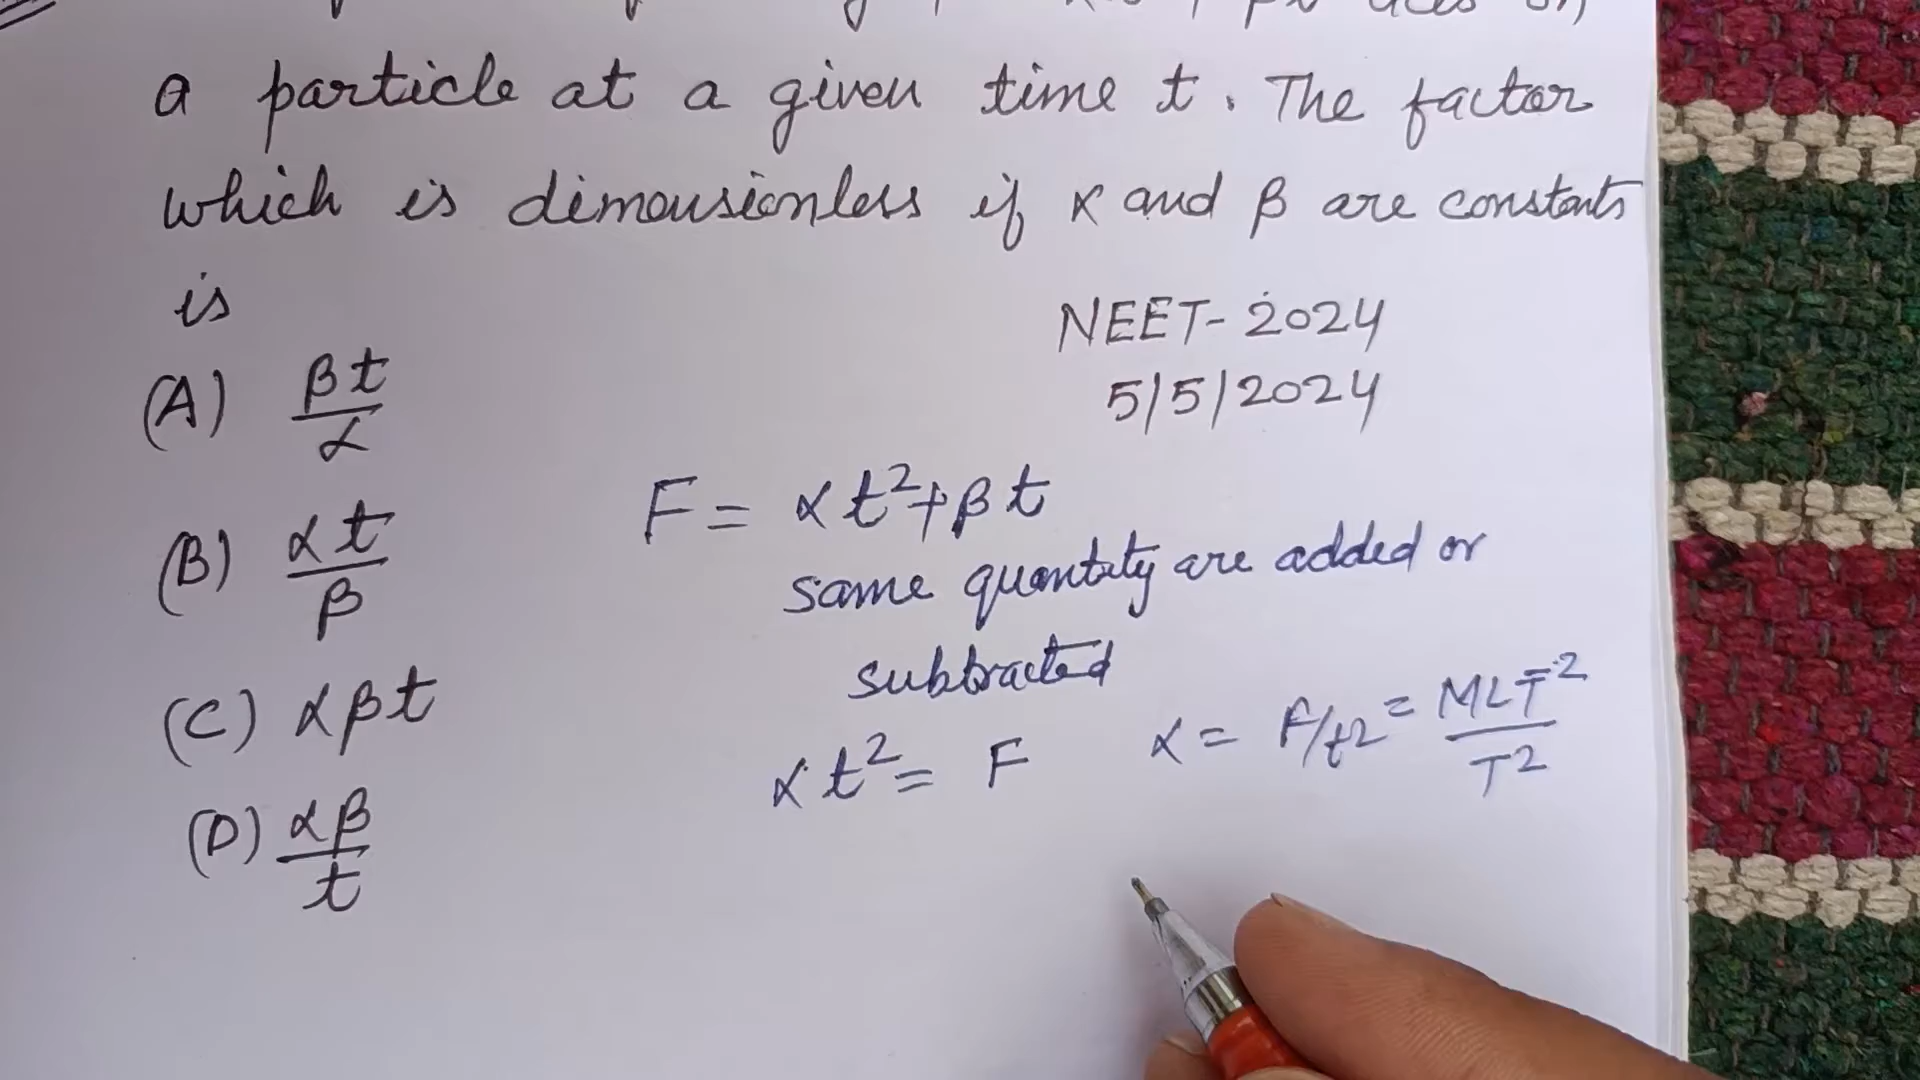 a particle at a given time t. The factor
which is dimensionless if α and β are constants
is
NEET-2024
5/5/2024
(A) βt/α
(B) αt/β
(C) αβt
(D) αβ/t
F = αt²+βt
same quantity are added or
subtracted
αt² = F
α = F/t2 = MLT⁻²/T²